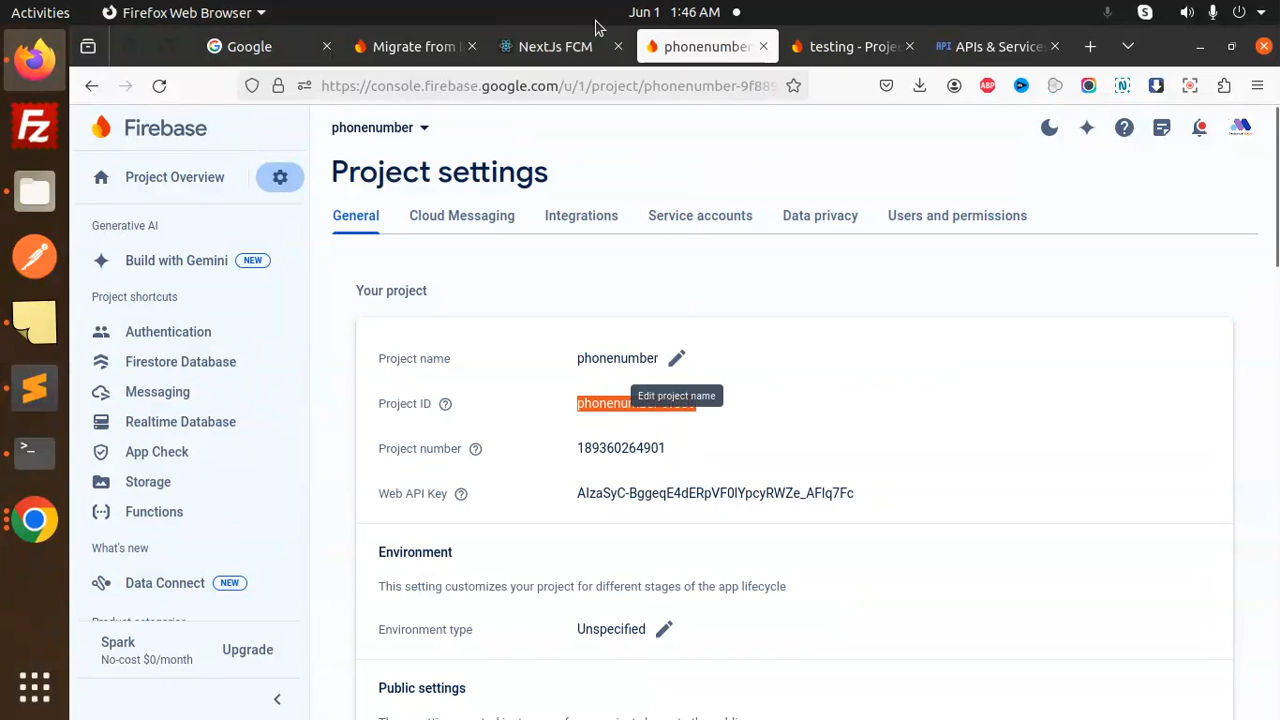 Activities
Firefox Web Browser
Jun 1 1:46 AM
Google
Migrate from
NextJs FCM
phonenumber
testing - Proje
API APIs & Service
https://console.firebase.google.com/u/1/project/phonenumber-9f889
ABP
Firebase
phonenumber
Project Overview
Project settings
General
Cloud Messaging
Integrations
Service accounts
Data privacy
Users and permissions
Generative AI
Build with Gemini NEW
Project shortcuts
Authentication
Firestore Database
Messaging
Realtime Database
App Check
Storage
Functions
What's new
Data Connect NEW
Spark
No-cost $0/month
Upgrade
Your project
Project name
phonenumber
Edit project name
Project ID
Project number
189360264901
Web API Key
AIzaSyC-BggeqE4dERpVF0lYpcyRWZe_AFlq7Fc
Environment
This setting customizes your project for different stages of the app lifecycle
Environment type
Unspecified
Public settings